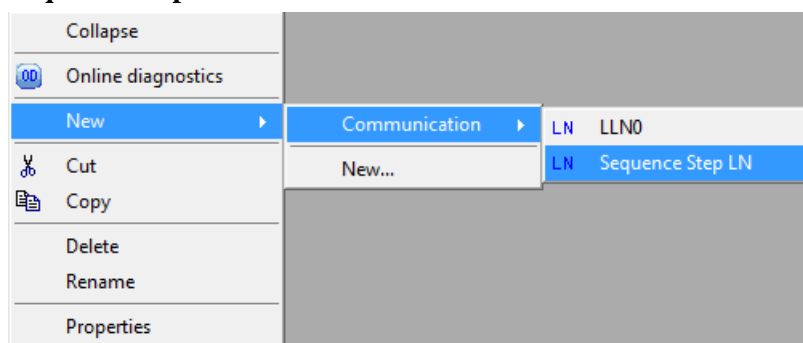 Collapse
OD Online diagnostics
New
Communication
LN LLN0
Cut
New...
LN Sequence Step LN
Copy
Delete
Rename
Properties